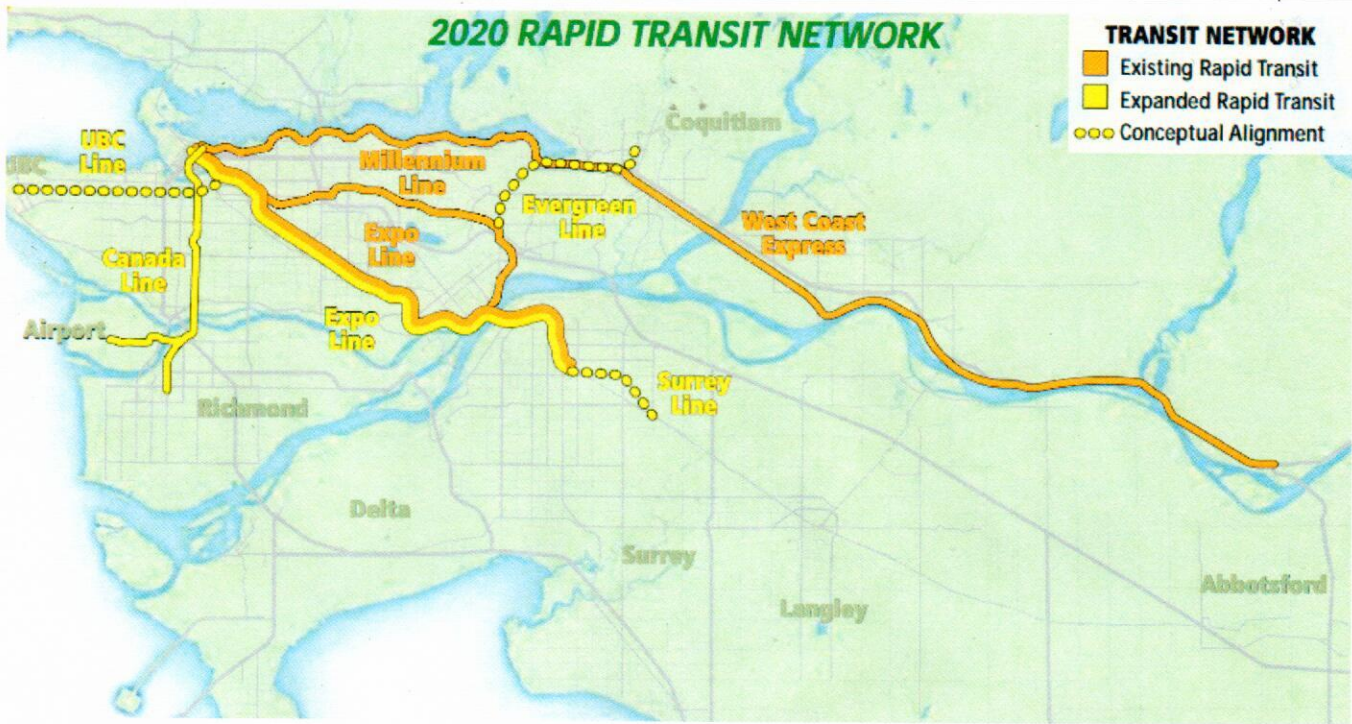 2020 RAPID TRANSIT NETWORK
TRANSIT NETWORK
Existing Rapid Transit
Expanded Rapid Transit
Conceptual Alignment
Coquitlam
UBC
Line
UBC
Millennium
Line
Evergreen
Line
West Coast
Express
Expo
Line
Canada
Line
Airport
Expo
Line
Surrey
Line
Richmond
Delta
Surrey
Langley
Abbotsford